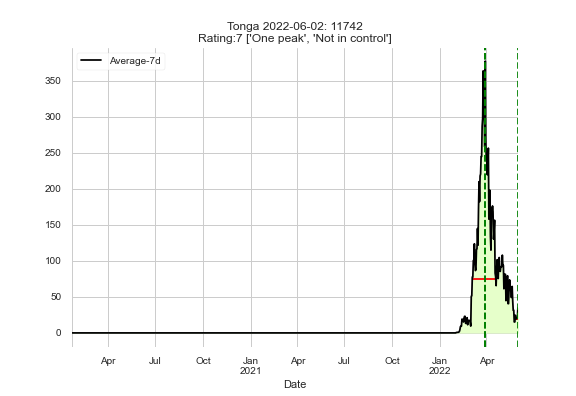 Tonga 2022-06-02: 11742
Rating:7 ['One peak', 'Not in control']
Average-7d
350
300
250
200
150
100
50
0
Apr Jul Oct Jan Apr Jul Oct Jan Apr
2021 2022
Date